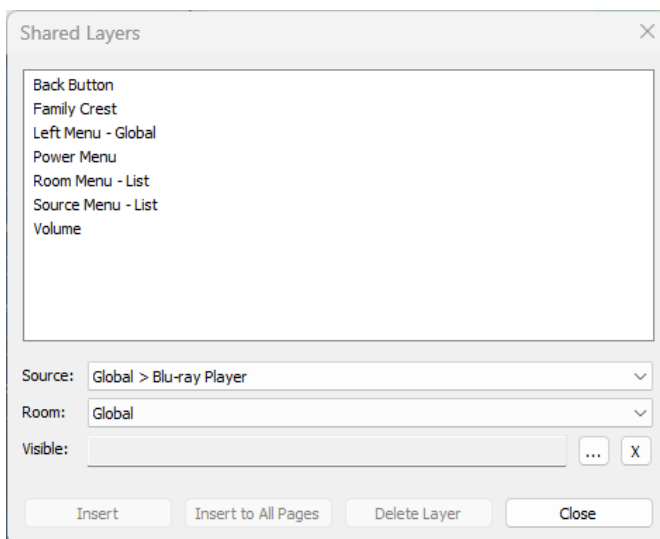 Shared Layers
Back Button
Family Crest
Left Menu - Global
Power Menu
Room Menu - List
Source Menu - List
Volume
Source: Global > Blu-ray Player
Room: Global
Visible: ... X
Insert Insert to All Pages Delete Layer Close